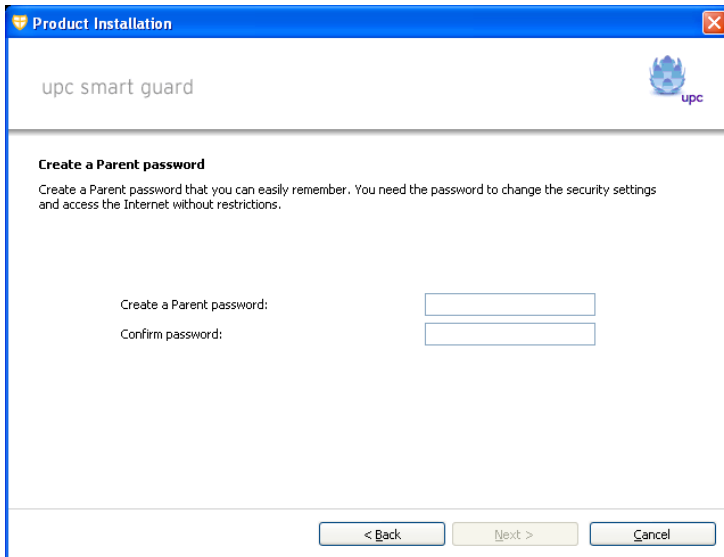 Product Installation
upc smart guard
upc
Create a Parent password
Create a Parent password that you can easily remember. You need the password to change the security settings
and access the Internet without restrictions.
Create a Parent password:
Confirm password:
< Back Next > Cancel